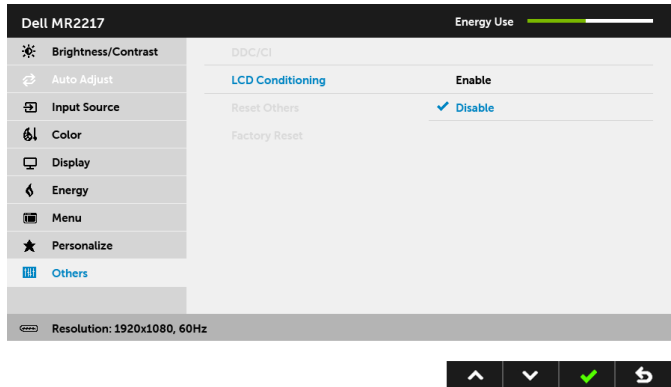 Dell MR2217
Energy Use
Brightness/Contrast
DDC/CI
Auto Adjust
LCD Conditioning
Enable
Input Source
Reset Others
Disable
Color
Factory Reset
Display
Energy
Menu
Personalize
Others
Resolution: 1920x1080, 60Hz